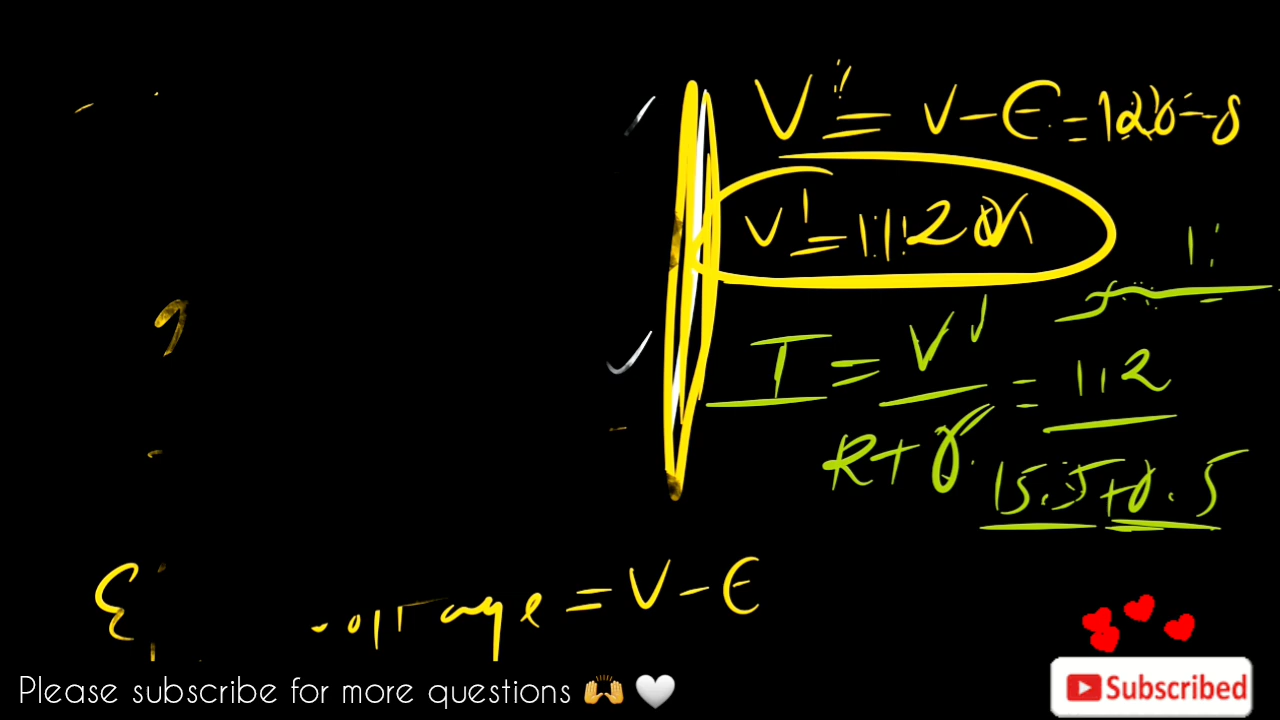 V' = V - E = 120 - 8
V' = 112
I = V' / R + r = 112 / 15.5 + 0.5
= V - E
Please subscribe for more questions 🙌 🤍
Subscribed